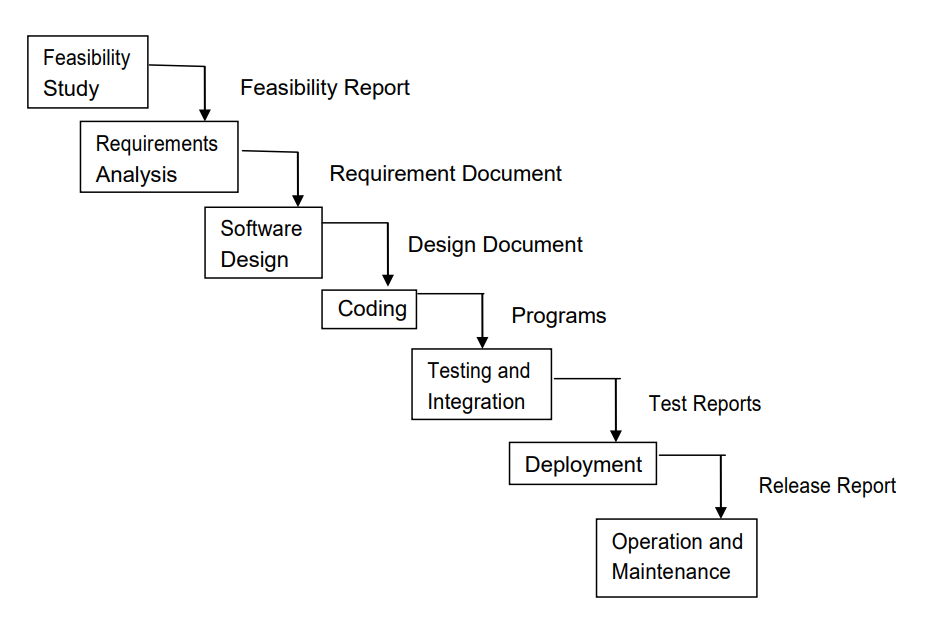 Feasibility
Study
Feasibility Report
Requirements
Analysis
Requirement Document
Software
Design
Design Document
Coding
Programs
Testing and
Integration
Test Reports
Deployment
Release Report
Operation and
Maintenance